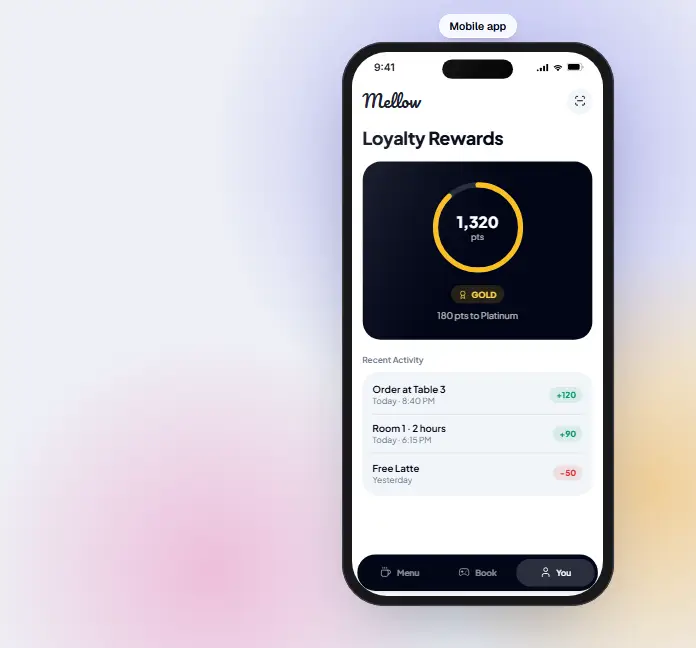 Mobile app
9:41
Mellow
Loyalty Rewards
1,320
pts
GOLD
180 pts to Platinum
Recent Activity
Order at Table 3
Today · 8:40 PM
+120
Room 1 · 2 hours
Today · 6:15 PM
+90
Free Latte
Yesterday
-50
Menu
Book
You